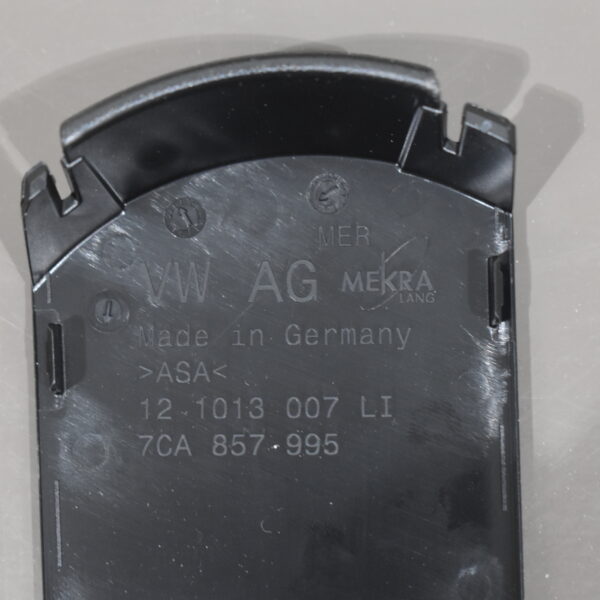 MER
VW AG MEKRA
LANG
Made in Germany
>ASA<
12 1013 007 LI
7CA 857 995